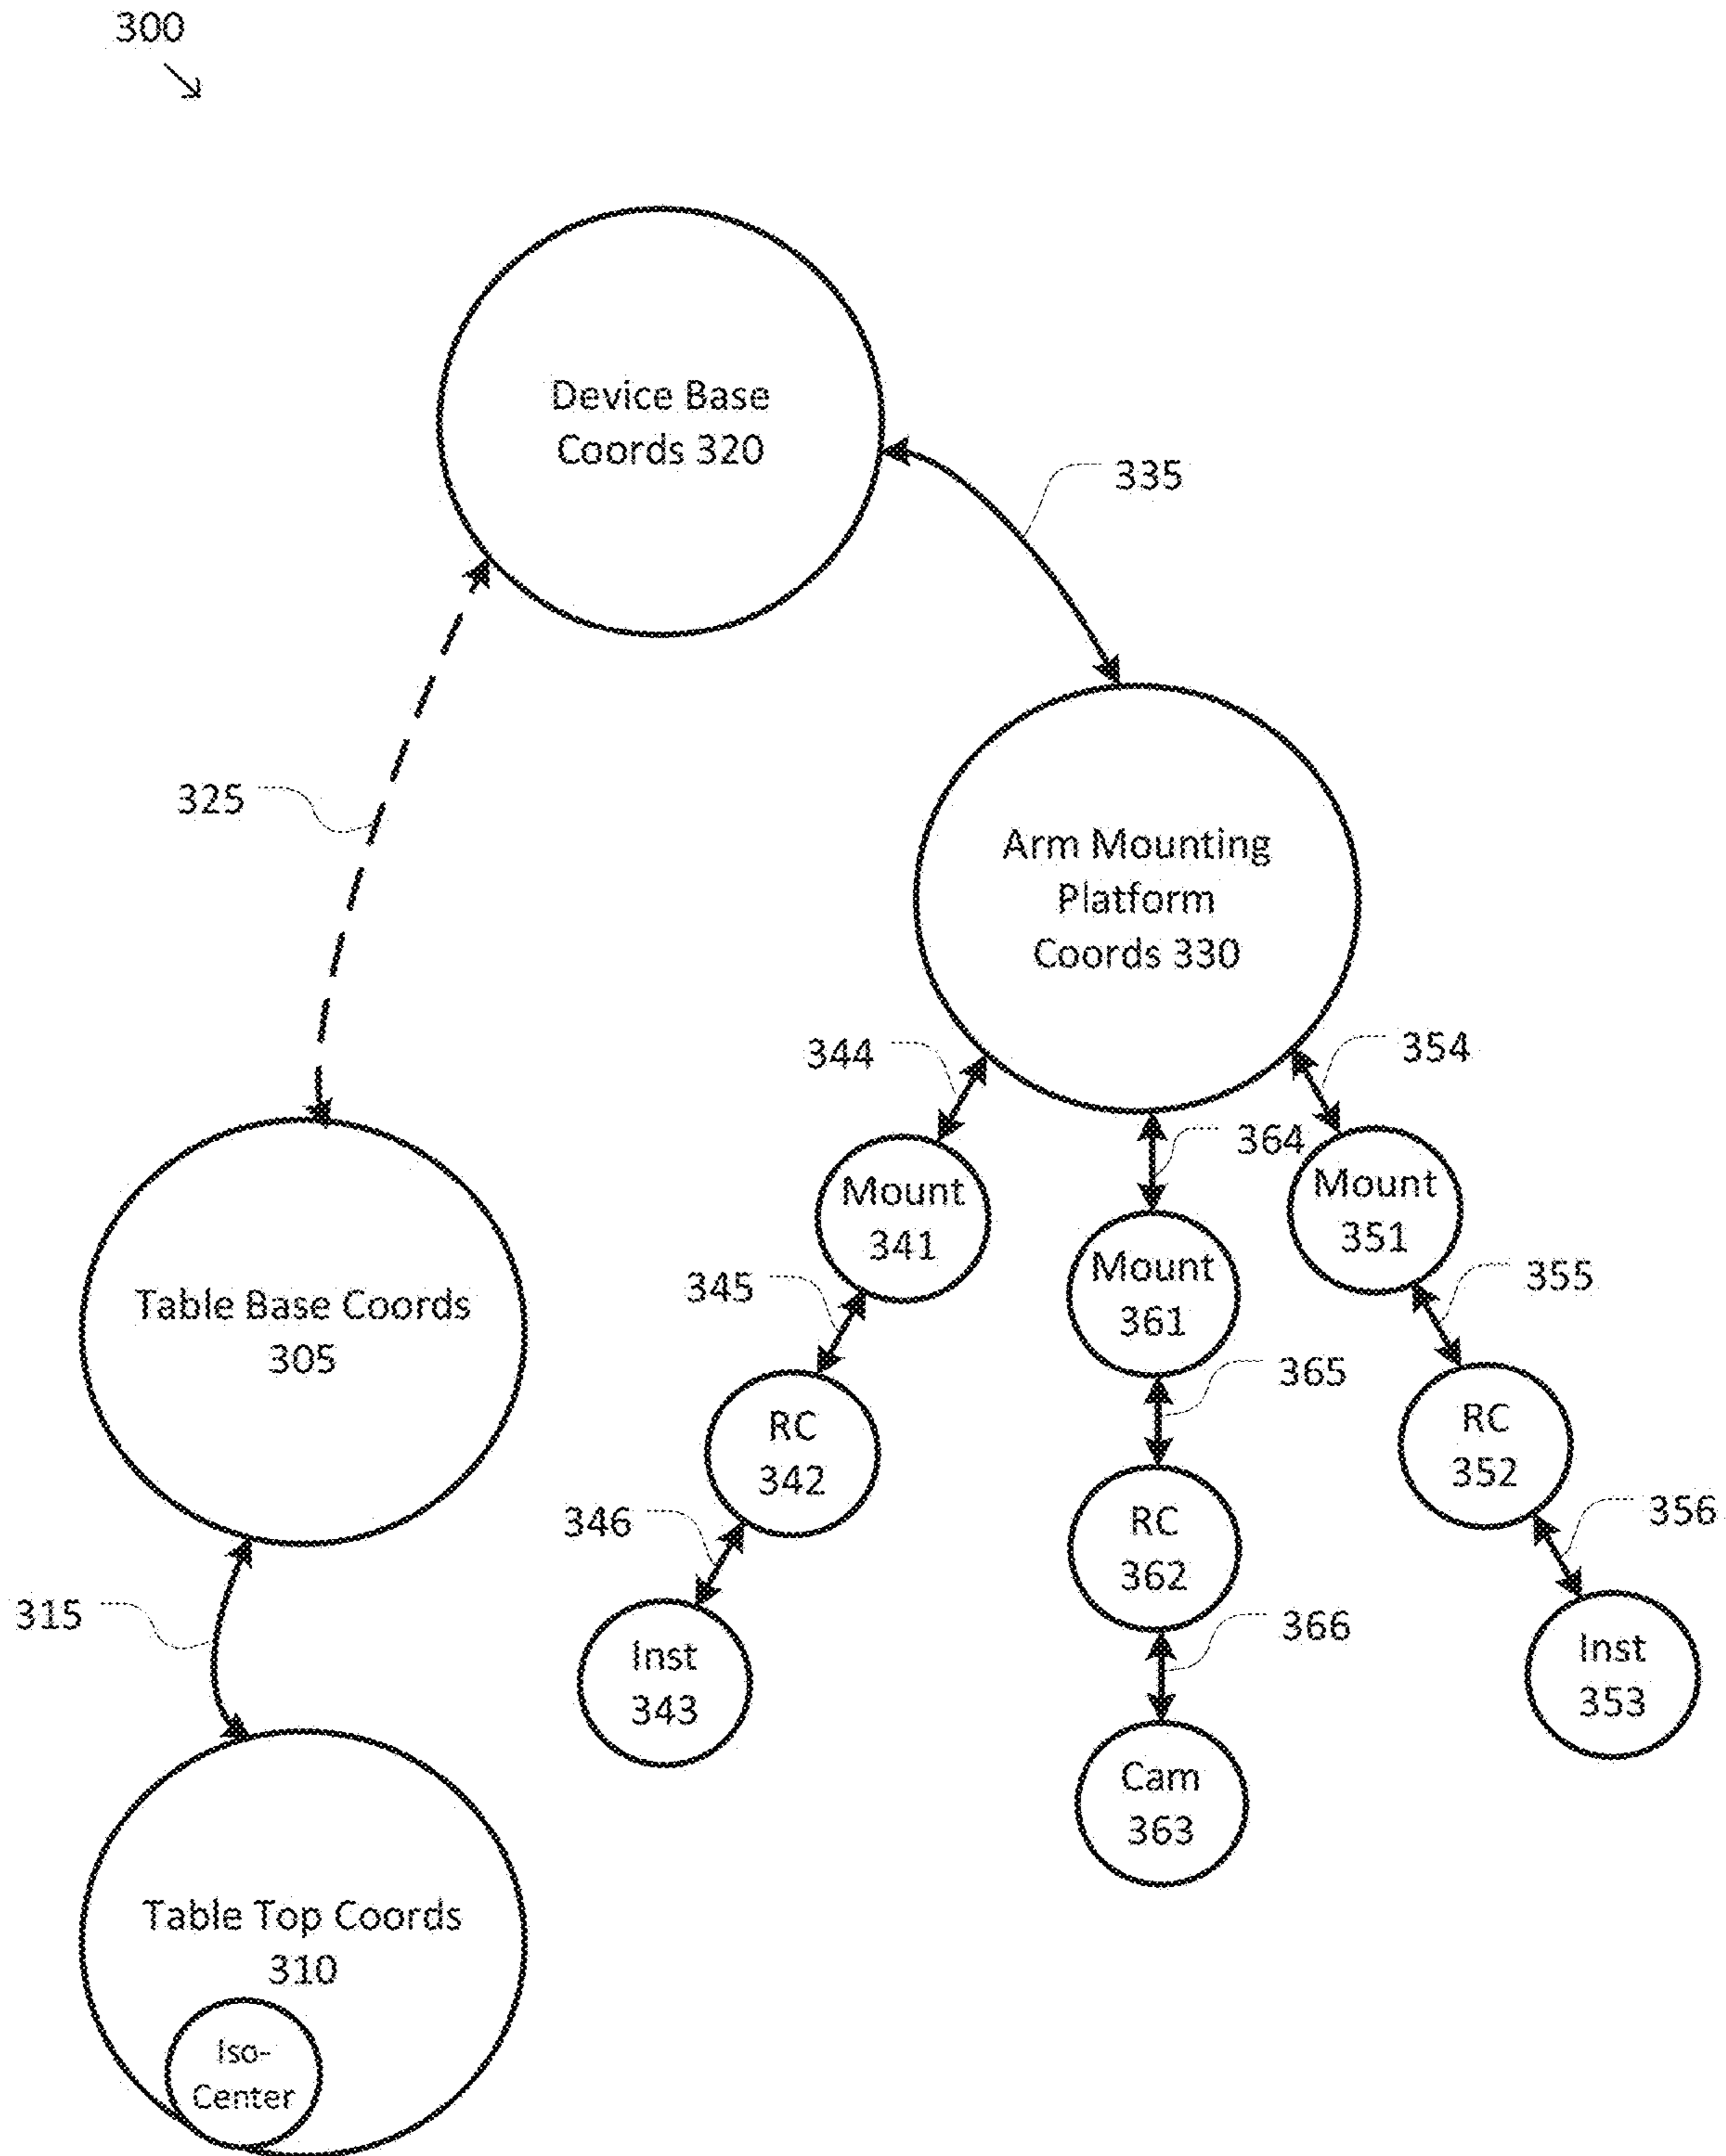 300
Device Base
Coords 320
335
325
Arm Mounting
Platform
Coords 330
344
354
364
Mount
341
Mount
351
Mount
361
345
355
Table Base Coords
305
365
RC
342
RC
352
RC
362
346
356
315
366
Inst
343
Inst
353
Cam
363
Table Top Coords
310
Iso-
Center